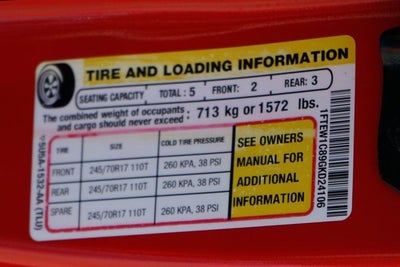 TIRE AND LOADING INFORMATION
SEATING CAPACITY TOTAL : 5 FRONT: 2 REAR: 3
The combined weight of occupants and cargo should never exceed : 713 kg or 1572 lbs.
TIRE SIZE COLD TIRE PRESSURE
FRONT 245/70R17 110T 260 KPA, 38 PSI
REAR 245/70R17 110T 260 KPA, 38 PSI
SPARE 245/70R17 110T 260 KPA, 38 PSI
SEE OWNERS
MANUAL FOR
ADDITIONAL
INFORMATION
1FTEW1C89GKD24106